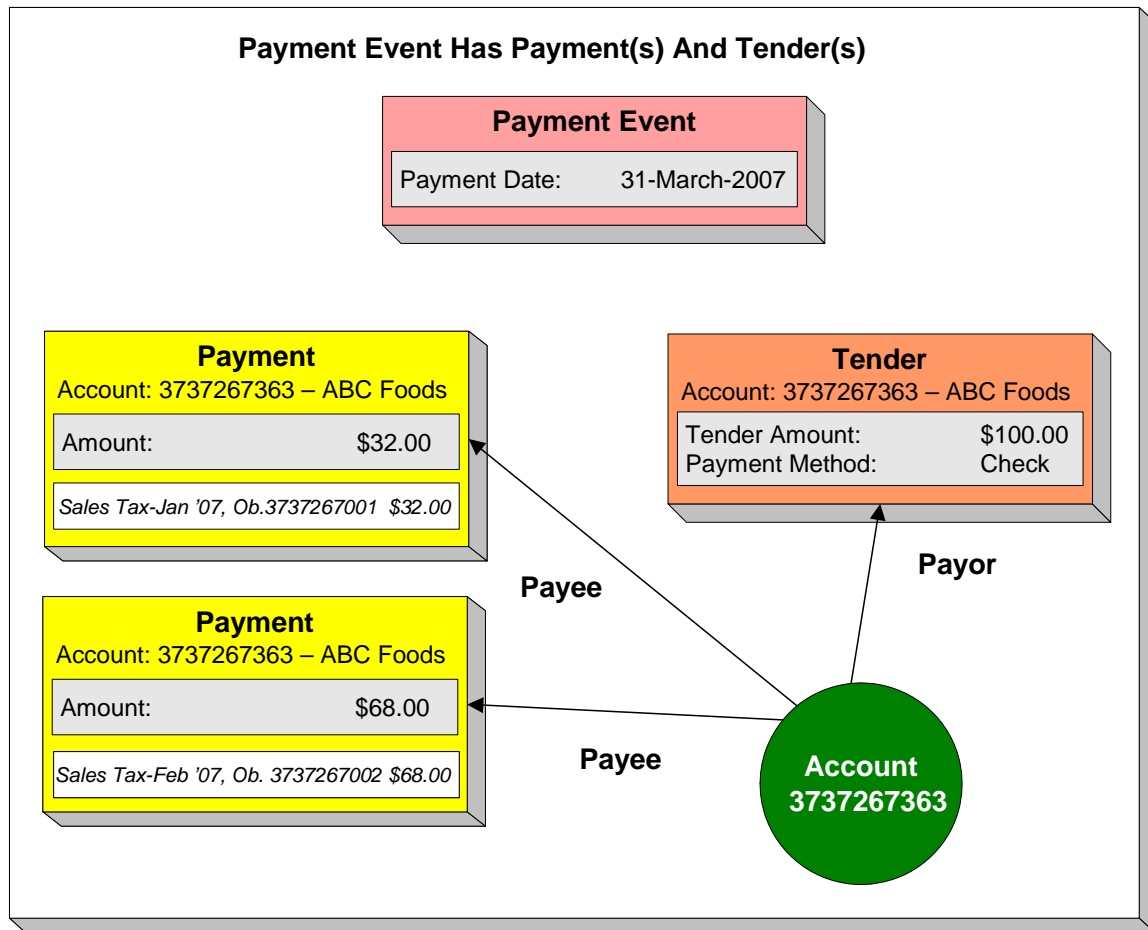 Payment Event Has Payment(s) And Tender(s)
Payment Event
Payment Date: 31-March-2007
Payment
Account: 3737267363 – ABC Foods
Amount: $32.00
Sales Tax-Jan ’07, Ob.3737267001 $32.00
Tender
Account: 3737267363 – ABC Foods
Tender Amount: $100.00
Payment Method: Check
Payee
Payor
Payment
Account: 3737267363 – ABC Foods
Amount: $68.00
Sales Tax-Feb ’07, Ob. 3737267002 $68.00
Payee
Account
3737267363